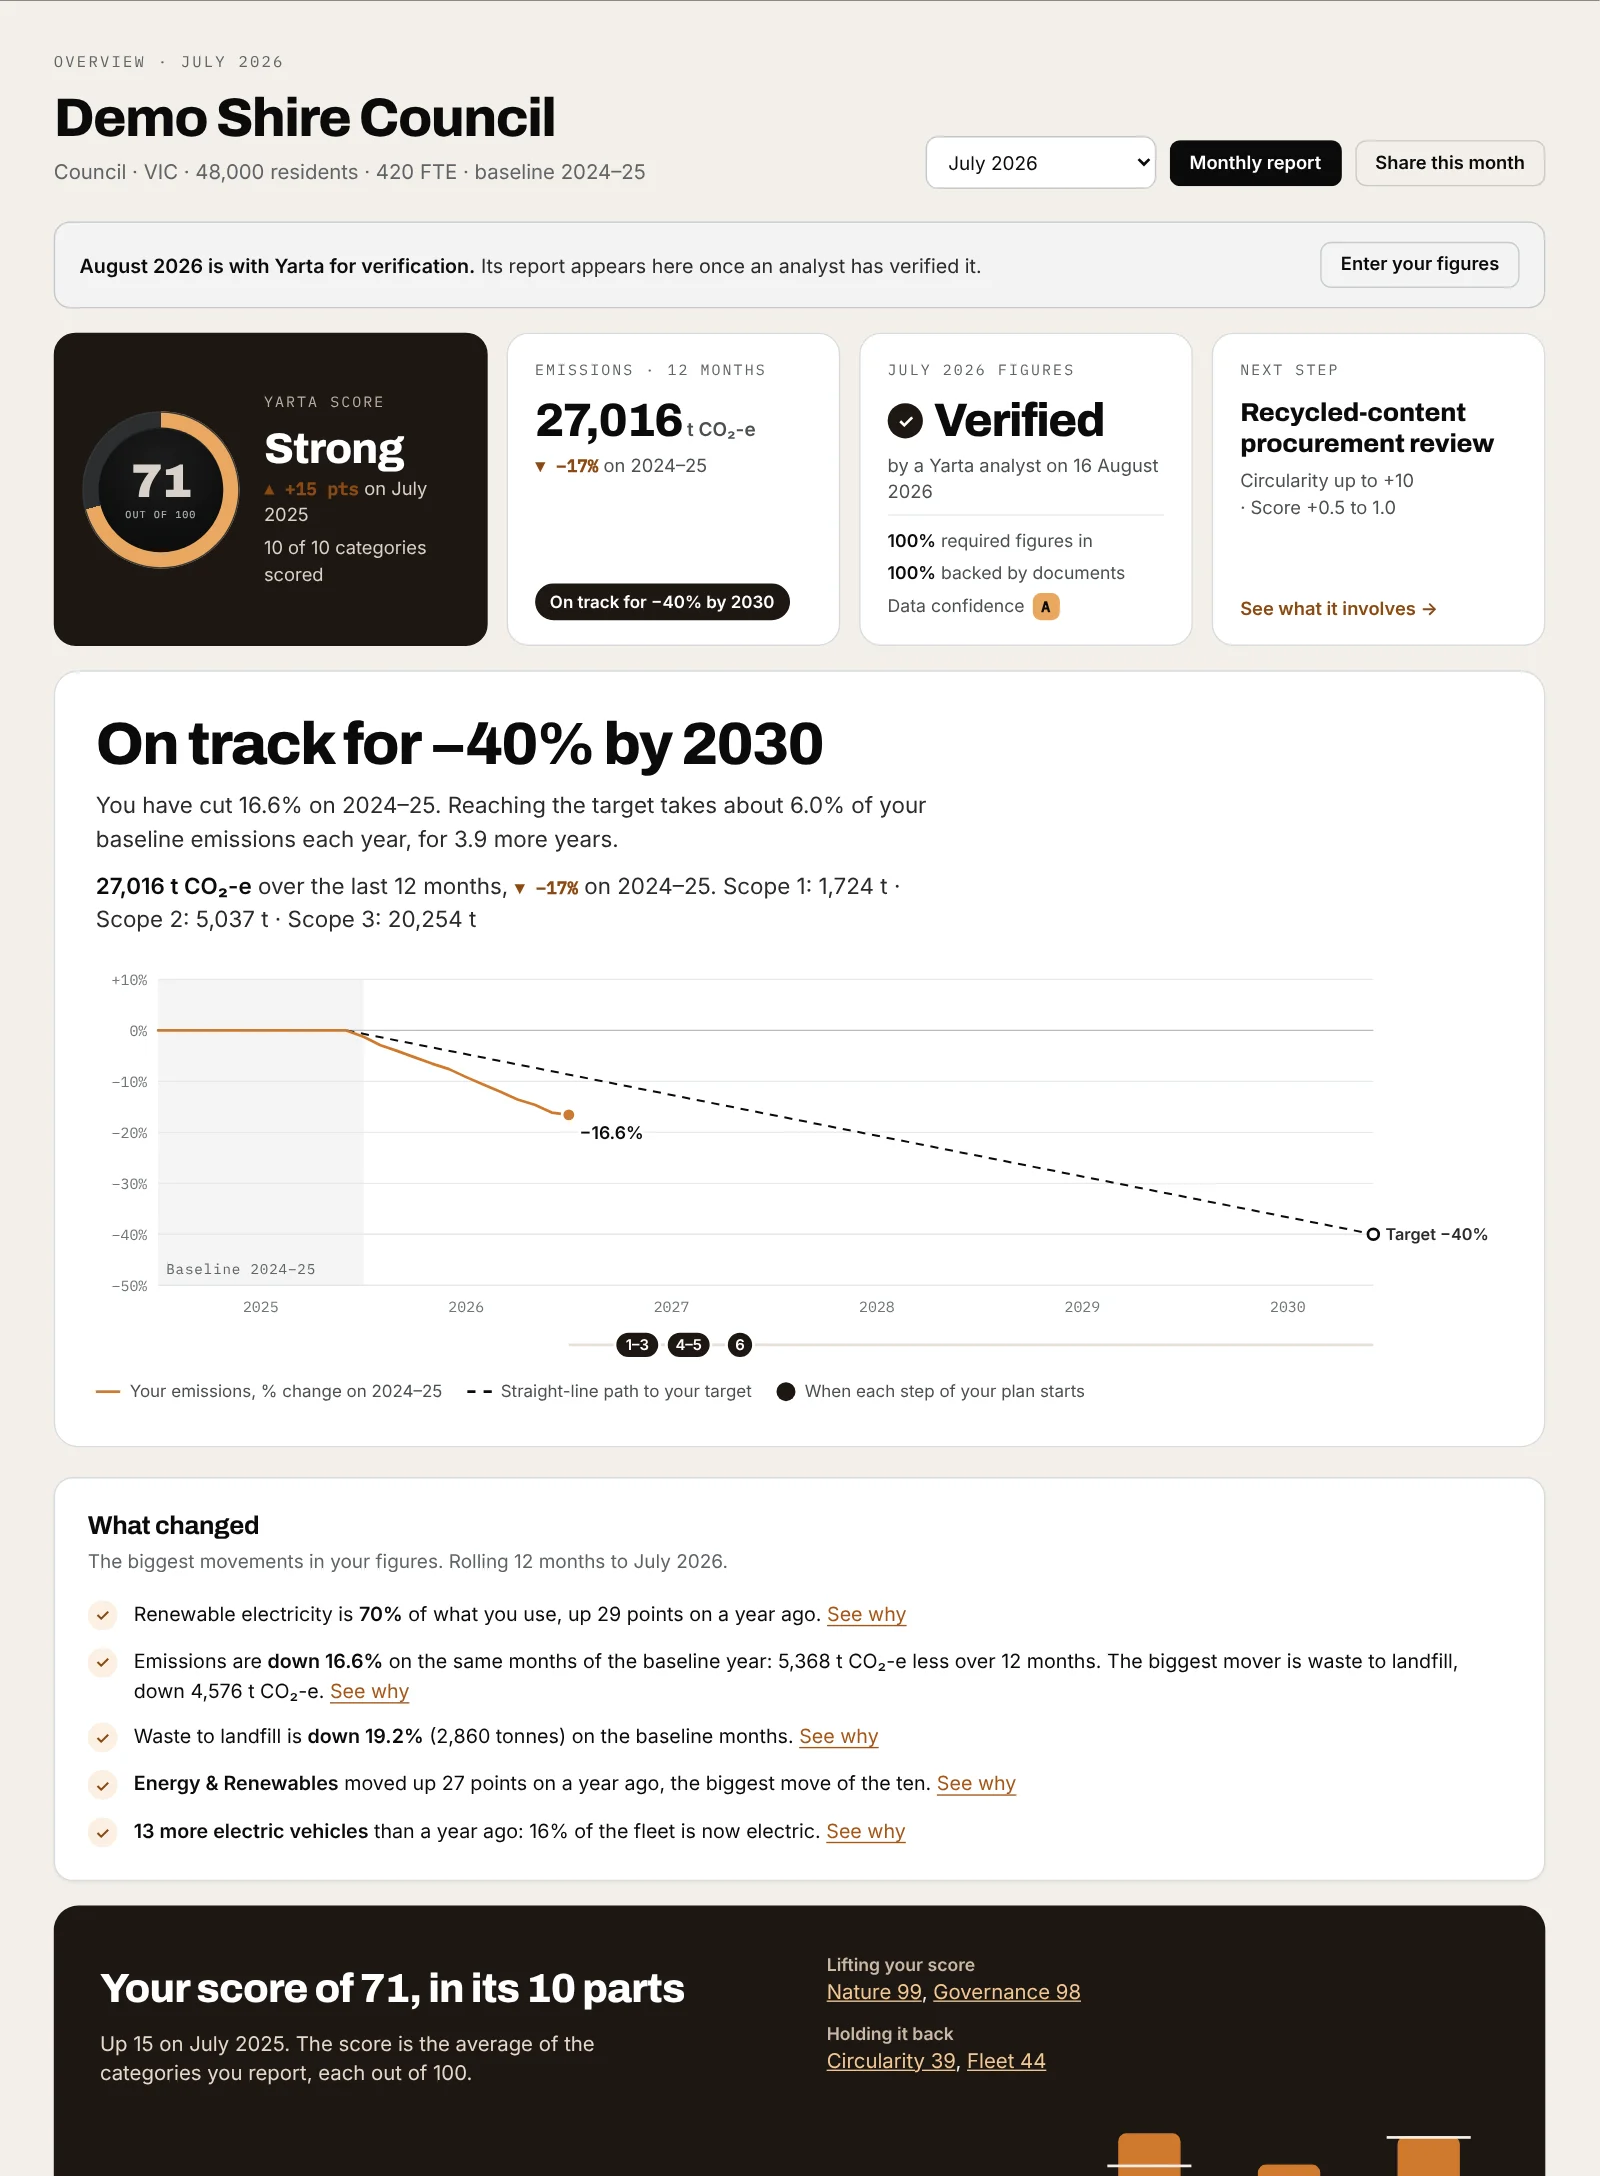 OVERVIEW · JULY 2026
Demo Shire Council
Council · VIC · 48,000 residents · 420 FTE · baseline 2024–25
July 2026
Monthly report
Share this month
August 2026 is with Yarta for verification. Its report appears here once an analyst has verified it.
Enter your figures
71
OUT OF 100
YARTA SCORE
Strong
▲ +15 pts on July
2025
10 of 10 categories
scored
EMISSIONS · 12 MONTHS
27,016 t CO₂-e
▼ −17% on 2024–25
On track for −40% by 2030
JULY 2026 FIGURES
Verified
by a Yarta analyst on 16 August
2026
100% required figures in
100% backed by documents
Data confidence A
NEXT STEP
Recycled-content
procurement review
Circularity up to +10
· Score +0.5 to 1.0
See what it involves →
On track for −40% by 2030
You have cut 16.6% on 2024–25. Reaching the target takes about 6.0% of your
baseline emissions each year, for 3.9 more years.
27,016 t CO₂-e over the last 12 months, ▼ −17% on 2024–25. Scope 1: 1,724 t ·
Scope 2: 5,037 t · Scope 3: 20,254 t
+10%
0%
−10%
−20%
−30%
−40%
−50%
−16.6%
Target −40%
Baseline 2024–25
2025
2026
2027
2028
2029
2030
1–3
4–5
6
Your emissions, % change on 2024–25
Straight-line path to your target
When each step of your plan starts
What changed
The biggest movements in your figures. Rolling 12 months to July 2026.
Renewable electricity is 70% of what you use, up 29 points on a year ago. See why
Emissions are down 16.6% on the same months of the baseline year: 5,368 t CO₂-e less over 12 months. The biggest mover is waste to landfill,
down 4,576 t CO₂-e. See why
Waste to landfill is down 19.2% (2,860 tonnes) on the baseline months. See why
Energy & Renewables moved up 27 points on a year ago, the biggest move of the ten. See why
13 more electric vehicles than a year ago: 16% of the fleet is now electric. See why
Your score of 71, in its 10 parts
Up 15 on July 2025. The score is the average of the
categories you report, each out of 100.
Lifting your score
Nature 99, Governance 98
Holding it back
Circularity 39, Fleet 44